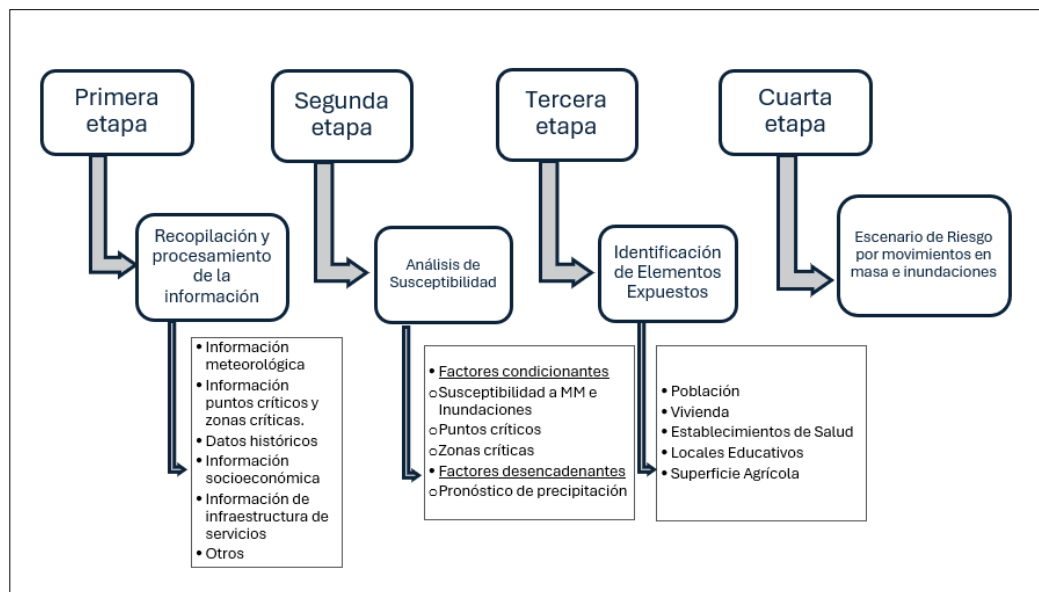 Primera
etapa
Segunda
etapa
Tercera
etapa
Cuarta
etapa
Recopilación y
procesamiento
de la
información
Análisis de
Susceptibilidad
Identificación
de Elementos
Expuestos
Escenario de Riesgo
por movimientos en
masa e inundaciones
• Información
meteorológica
• Información
puntos críticos y
zonas críticas.
• Datos históricos
• Información
socioeconómica
• Información de
infraestructura de
servicios
• Otros
• Factores condicionantes
o Susceptibilidad a MM e
Inundaciones
o Puntos críticos
o Zonas críticas
• Factores desencadenantes
o Pronóstico de precipitación
• Población
• Vivienda
• Establecimientos de Salud
• Locales Educativos
• Superficie Agrícola